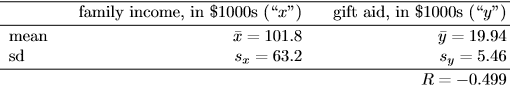 family income, in $1000s (“x”) gift aid, in $1000s (“y”)
mean x̄ = 101.8 ȳ = 19.94
sd sₓ = 63.2 s_y = 5.46
R = −0.499